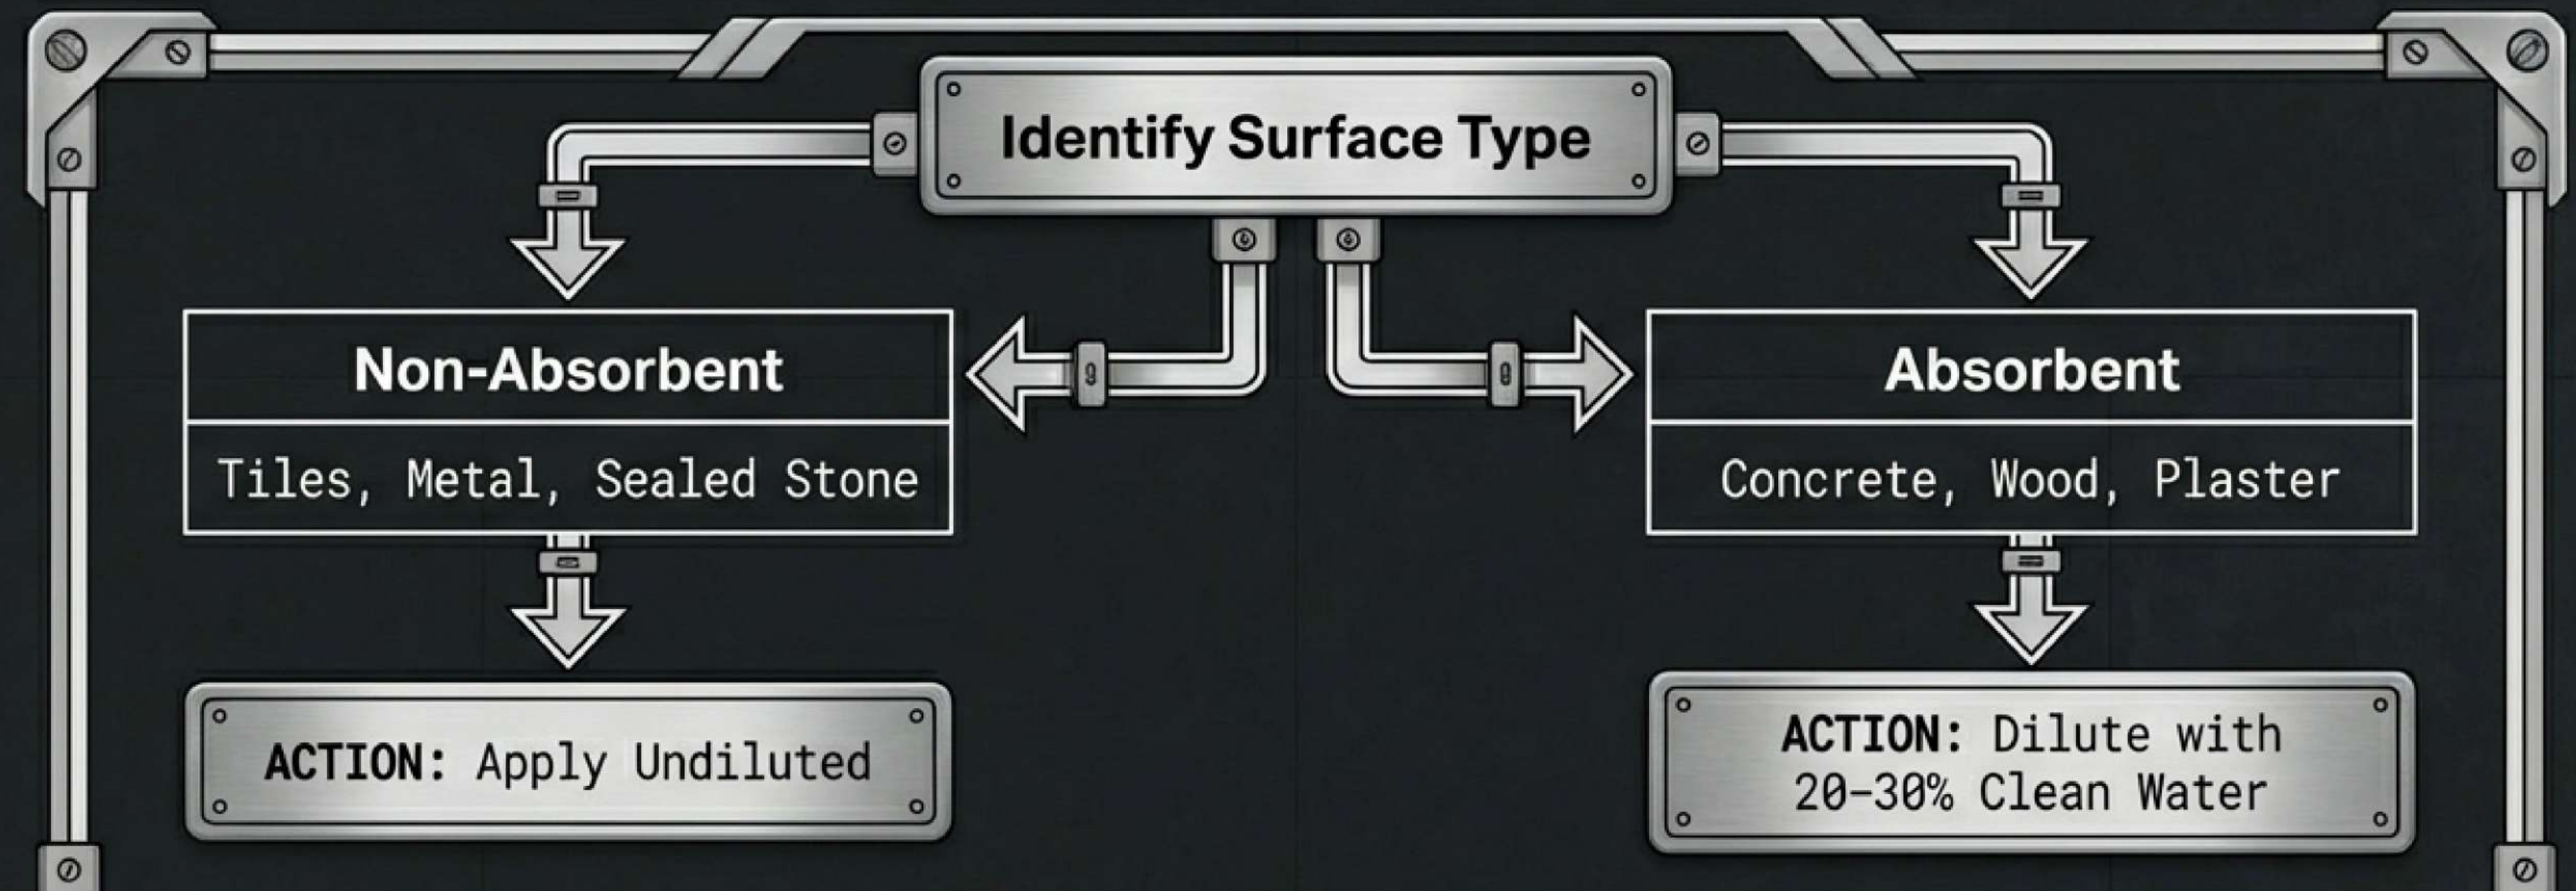 Identify Surface Type
Non-Absorbent
Tiles, Metal, Sealed Stone
ACTION: Apply Undiluted
Absorbent
Concrete, Wood, Plaster
ACTION: Dilute with
20-30% Clean Water